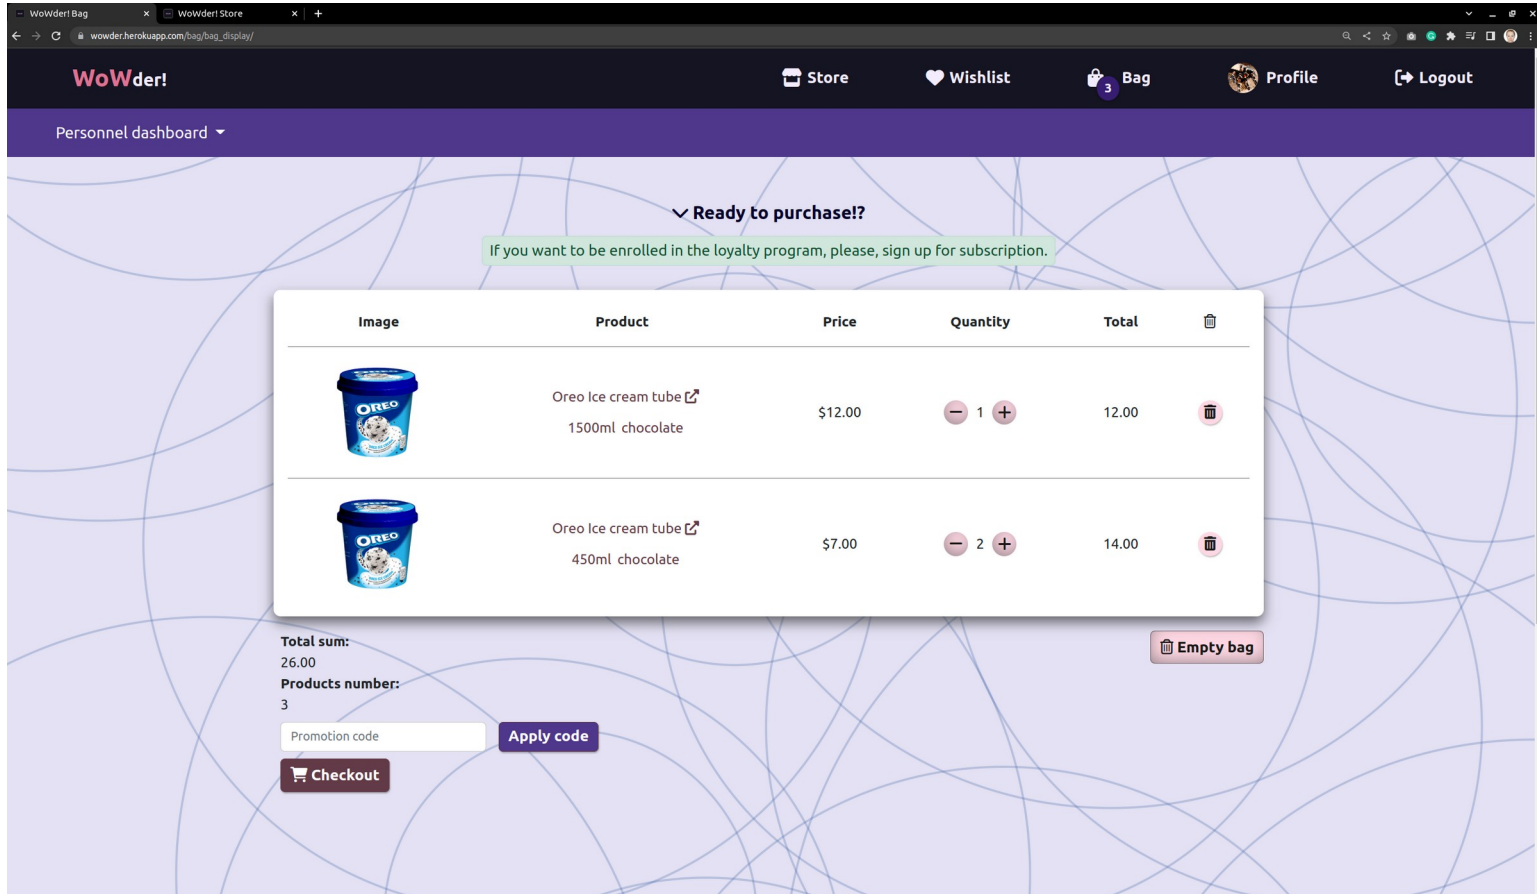 WoWder! Bag
WoWder! Store
wowder.herokuapp.com/bag/bag_display/
WoWder!
Store
Wishlist
3
Bag
Profile
Logout
Personnel dashboard
Ready to purchase!?
If you want to be enrolled in the loyalty program, please, sign up for subscription.
Image Product Price Quantity Total
OREO
Oreo Ice cream tube
1500ml chocolate
$12.00
1
12.00
OREO
Oreo Ice cream tube
450ml chocolate
$7.00
2
14.00
Total sum:
26.00
Products number:
3
Empty bag
Promotion code
Apply code
Checkout